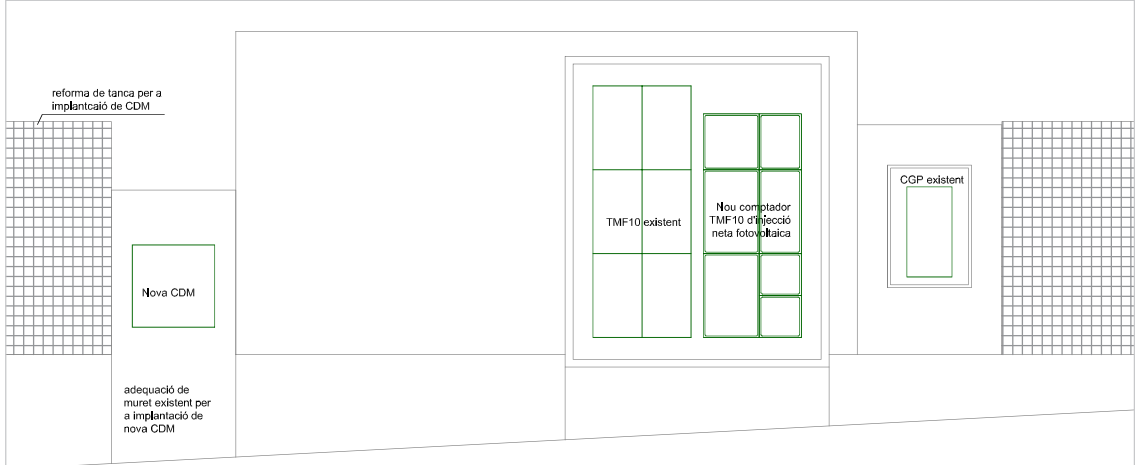 reforma de tanca per a
implantcaió de CDM
CGP existent
Nou comptador
TMF10 existent
TMF10 d'injecció
neta fotovoltaica
Nova CDM
adequació de
muret existent per
a implantació de
nova CDM